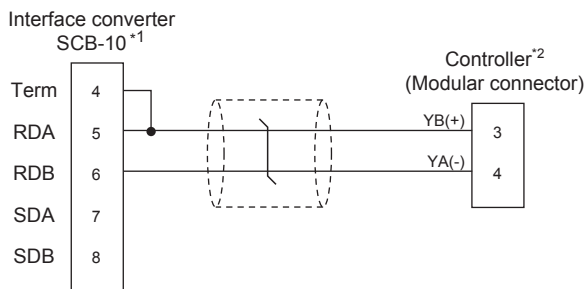 Interface converter
SCB-10 *1
Controller*2
(Modular connector)
Term 4
RDA 5 YB(+) 3
RDB 6 YA(-) 4
SDA 7
SDB 8